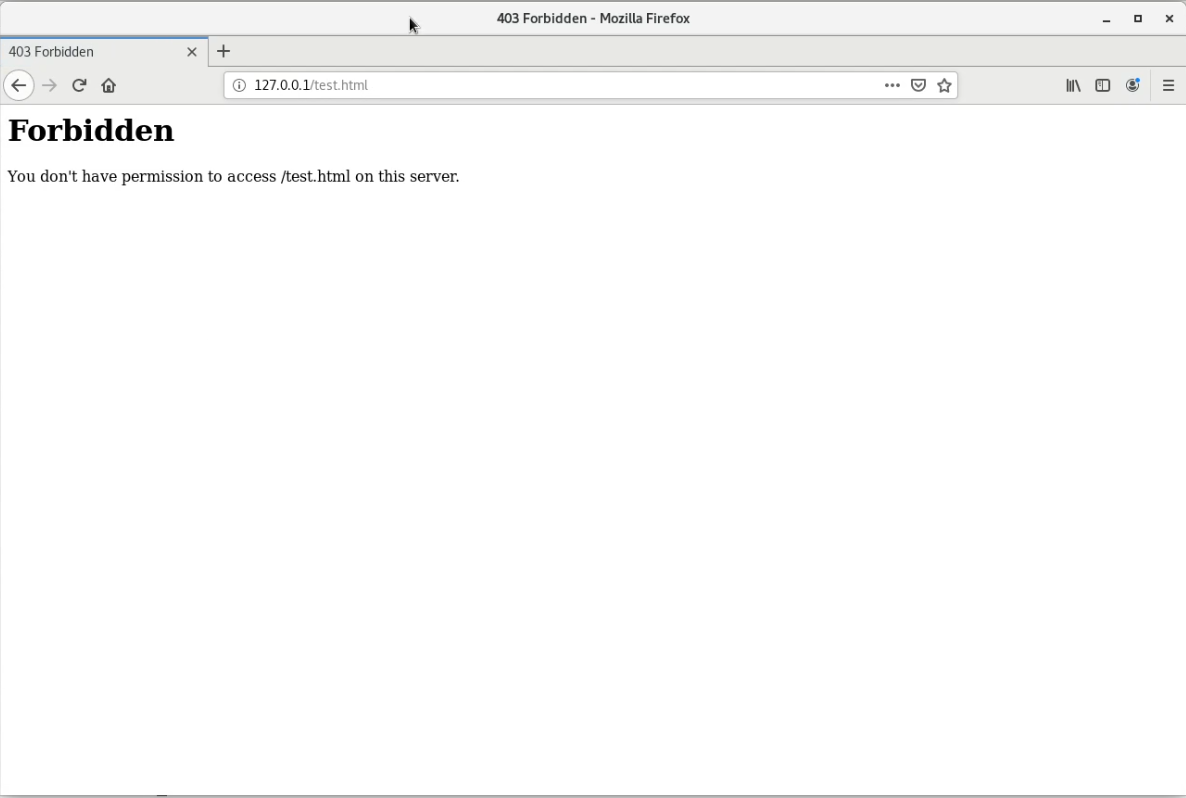 403 Forbidden - Mozilla Firefox
403 Forbidden
127.0.0.1/test.html
Forbidden
You don't have permission to access /test.html on this server.